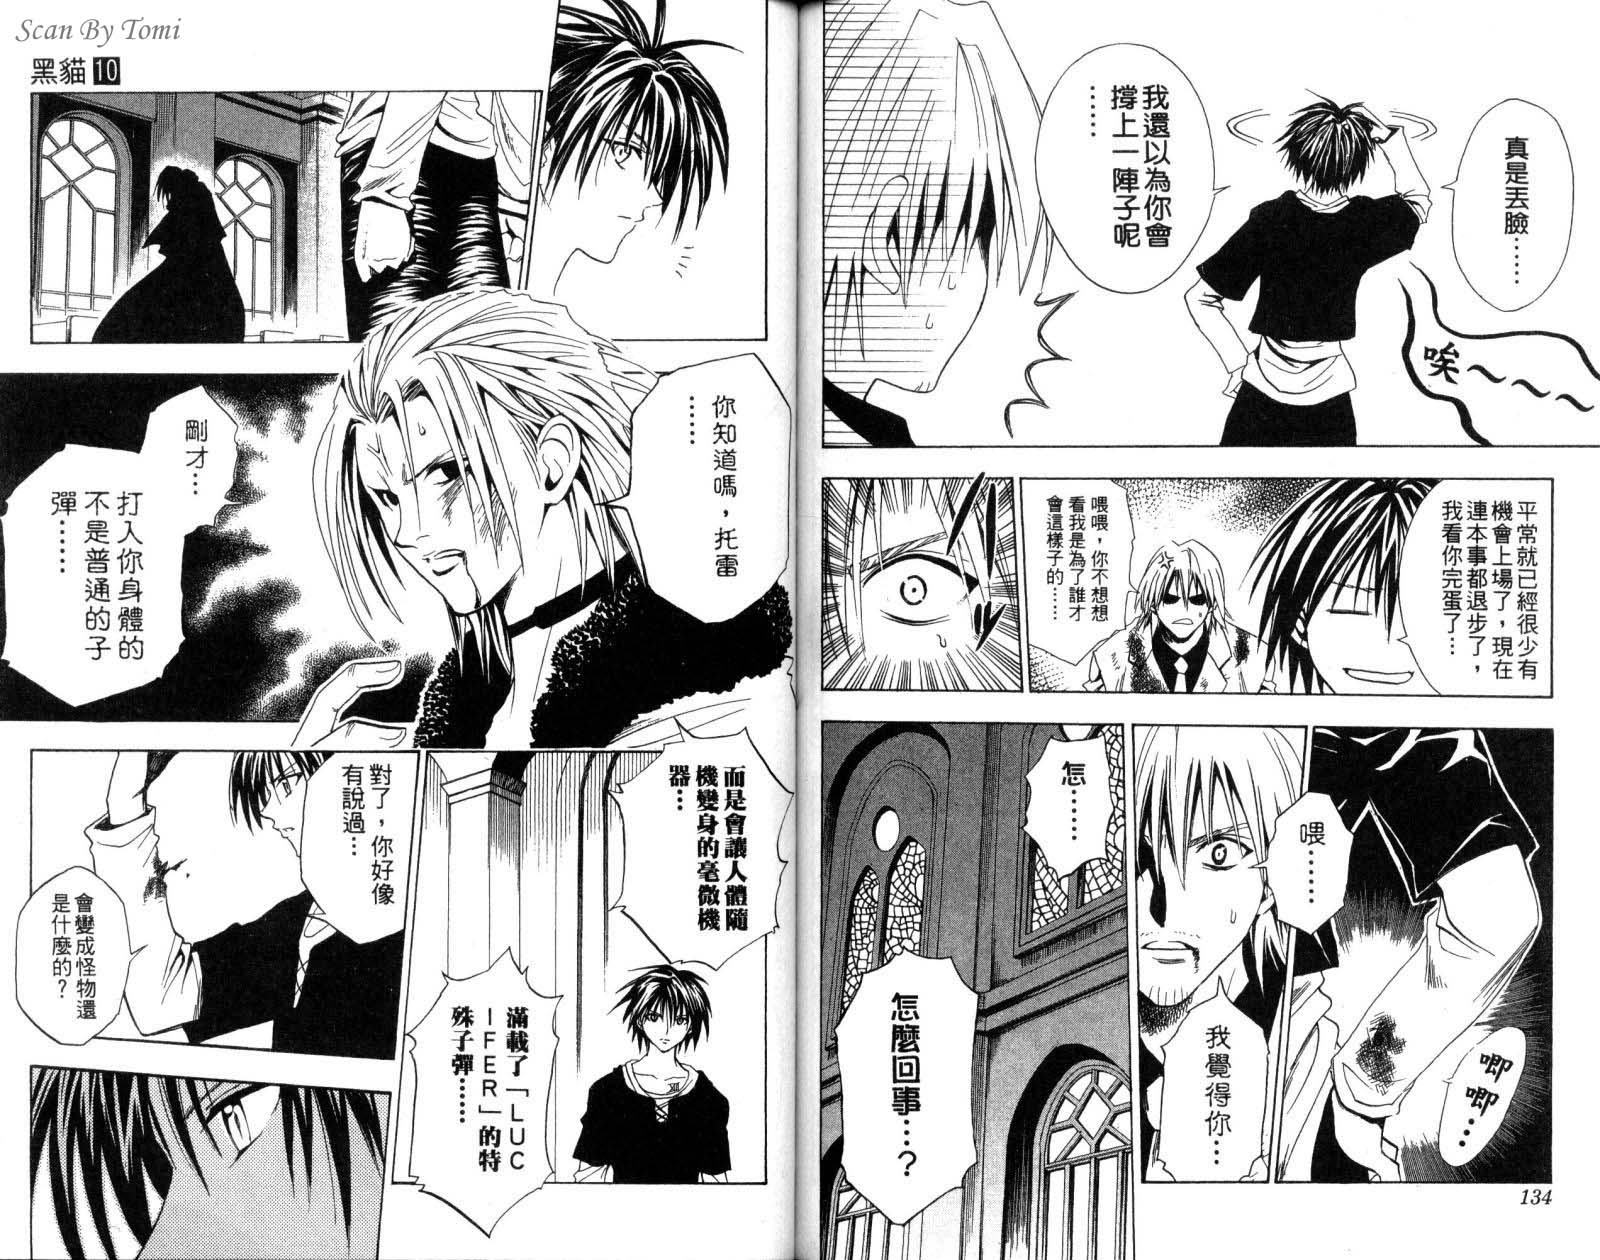 Scan By Tomi
黑貓 10
真是丟臉……
我還以為你會
撐上一陣子呢
……
唉~~~~
平常就已經很少有
機會上場了，現在
連本事都退步了，
我看你完蛋了…
喂喂，你不想想
看我是為了誰才
會這樣子的……
唧
唧…
喂……
我覺得你…
怎……
怎麼回事…？
134
你知道嗎，托雷
……
剛才…
打入你身體的
不是普通的子
彈……
而是會讓人體隨
機變身的毫微機
器…
滿載了「LUC
IFER」的特
殊子彈……
XIII
對了，你好像
有說過…
會變成怪物還
是什麼的？